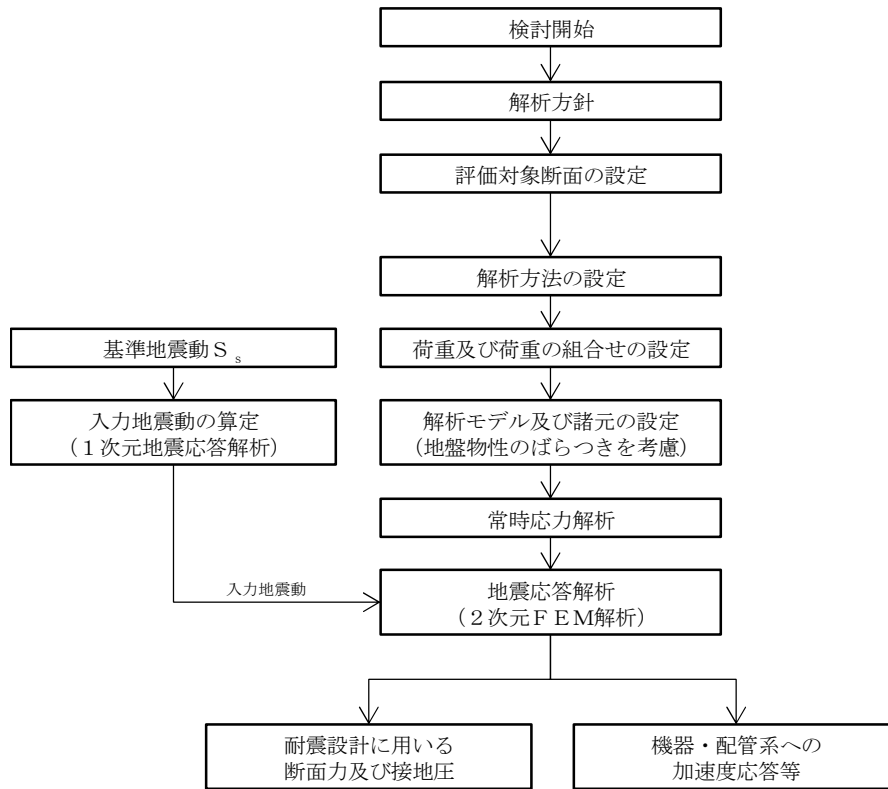 検討開始
解析方針
評価対象断面の設定
解析方法の設定
基準地震動Ｓｓ
荷重及び荷重の組合せの設定
入力地震動の算定
（１次元地震応答解析）
解析モデル及び諸元の設定
（地盤物性のばらつきを考慮）
常時応力解析
入力地震動
地震応答解析
（２次元ＦＥＭ解析）
耐震設計に用いる
断面力及び接地圧
機器・配管系への
加速度応答等